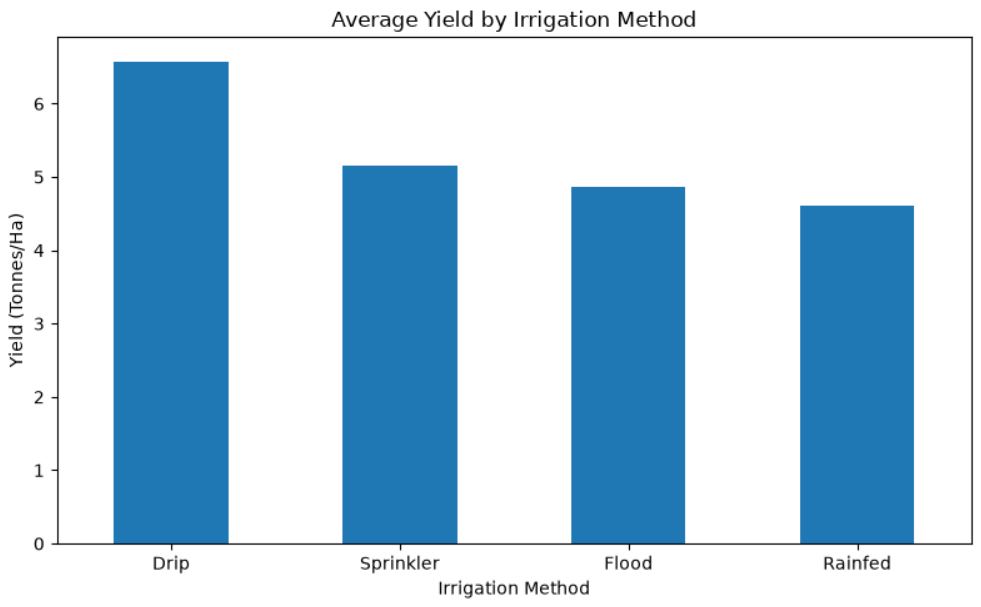 Average Yield by Irrigation Method
Yield (Tonnes/Ha)
6
5
4
3
2
1
0
Drip Sprinkler Flood Rainfed
Irrigation Method